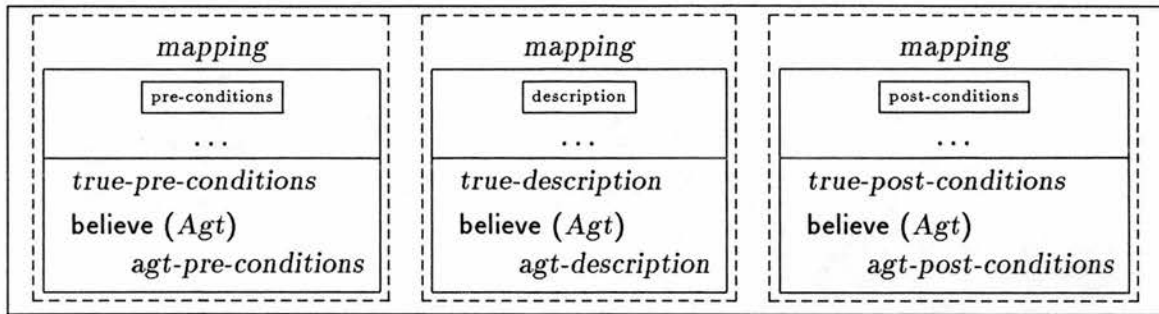 mapping
pre-conditions
...
true-pre-conditions
believe (Agt)
agt-pre-conditions
mapping
description
...
true-description
believe (Agt)
agt-description
mapping
post-conditions
...
true-post-conditions
believe (Agt)
agt-post-conditions